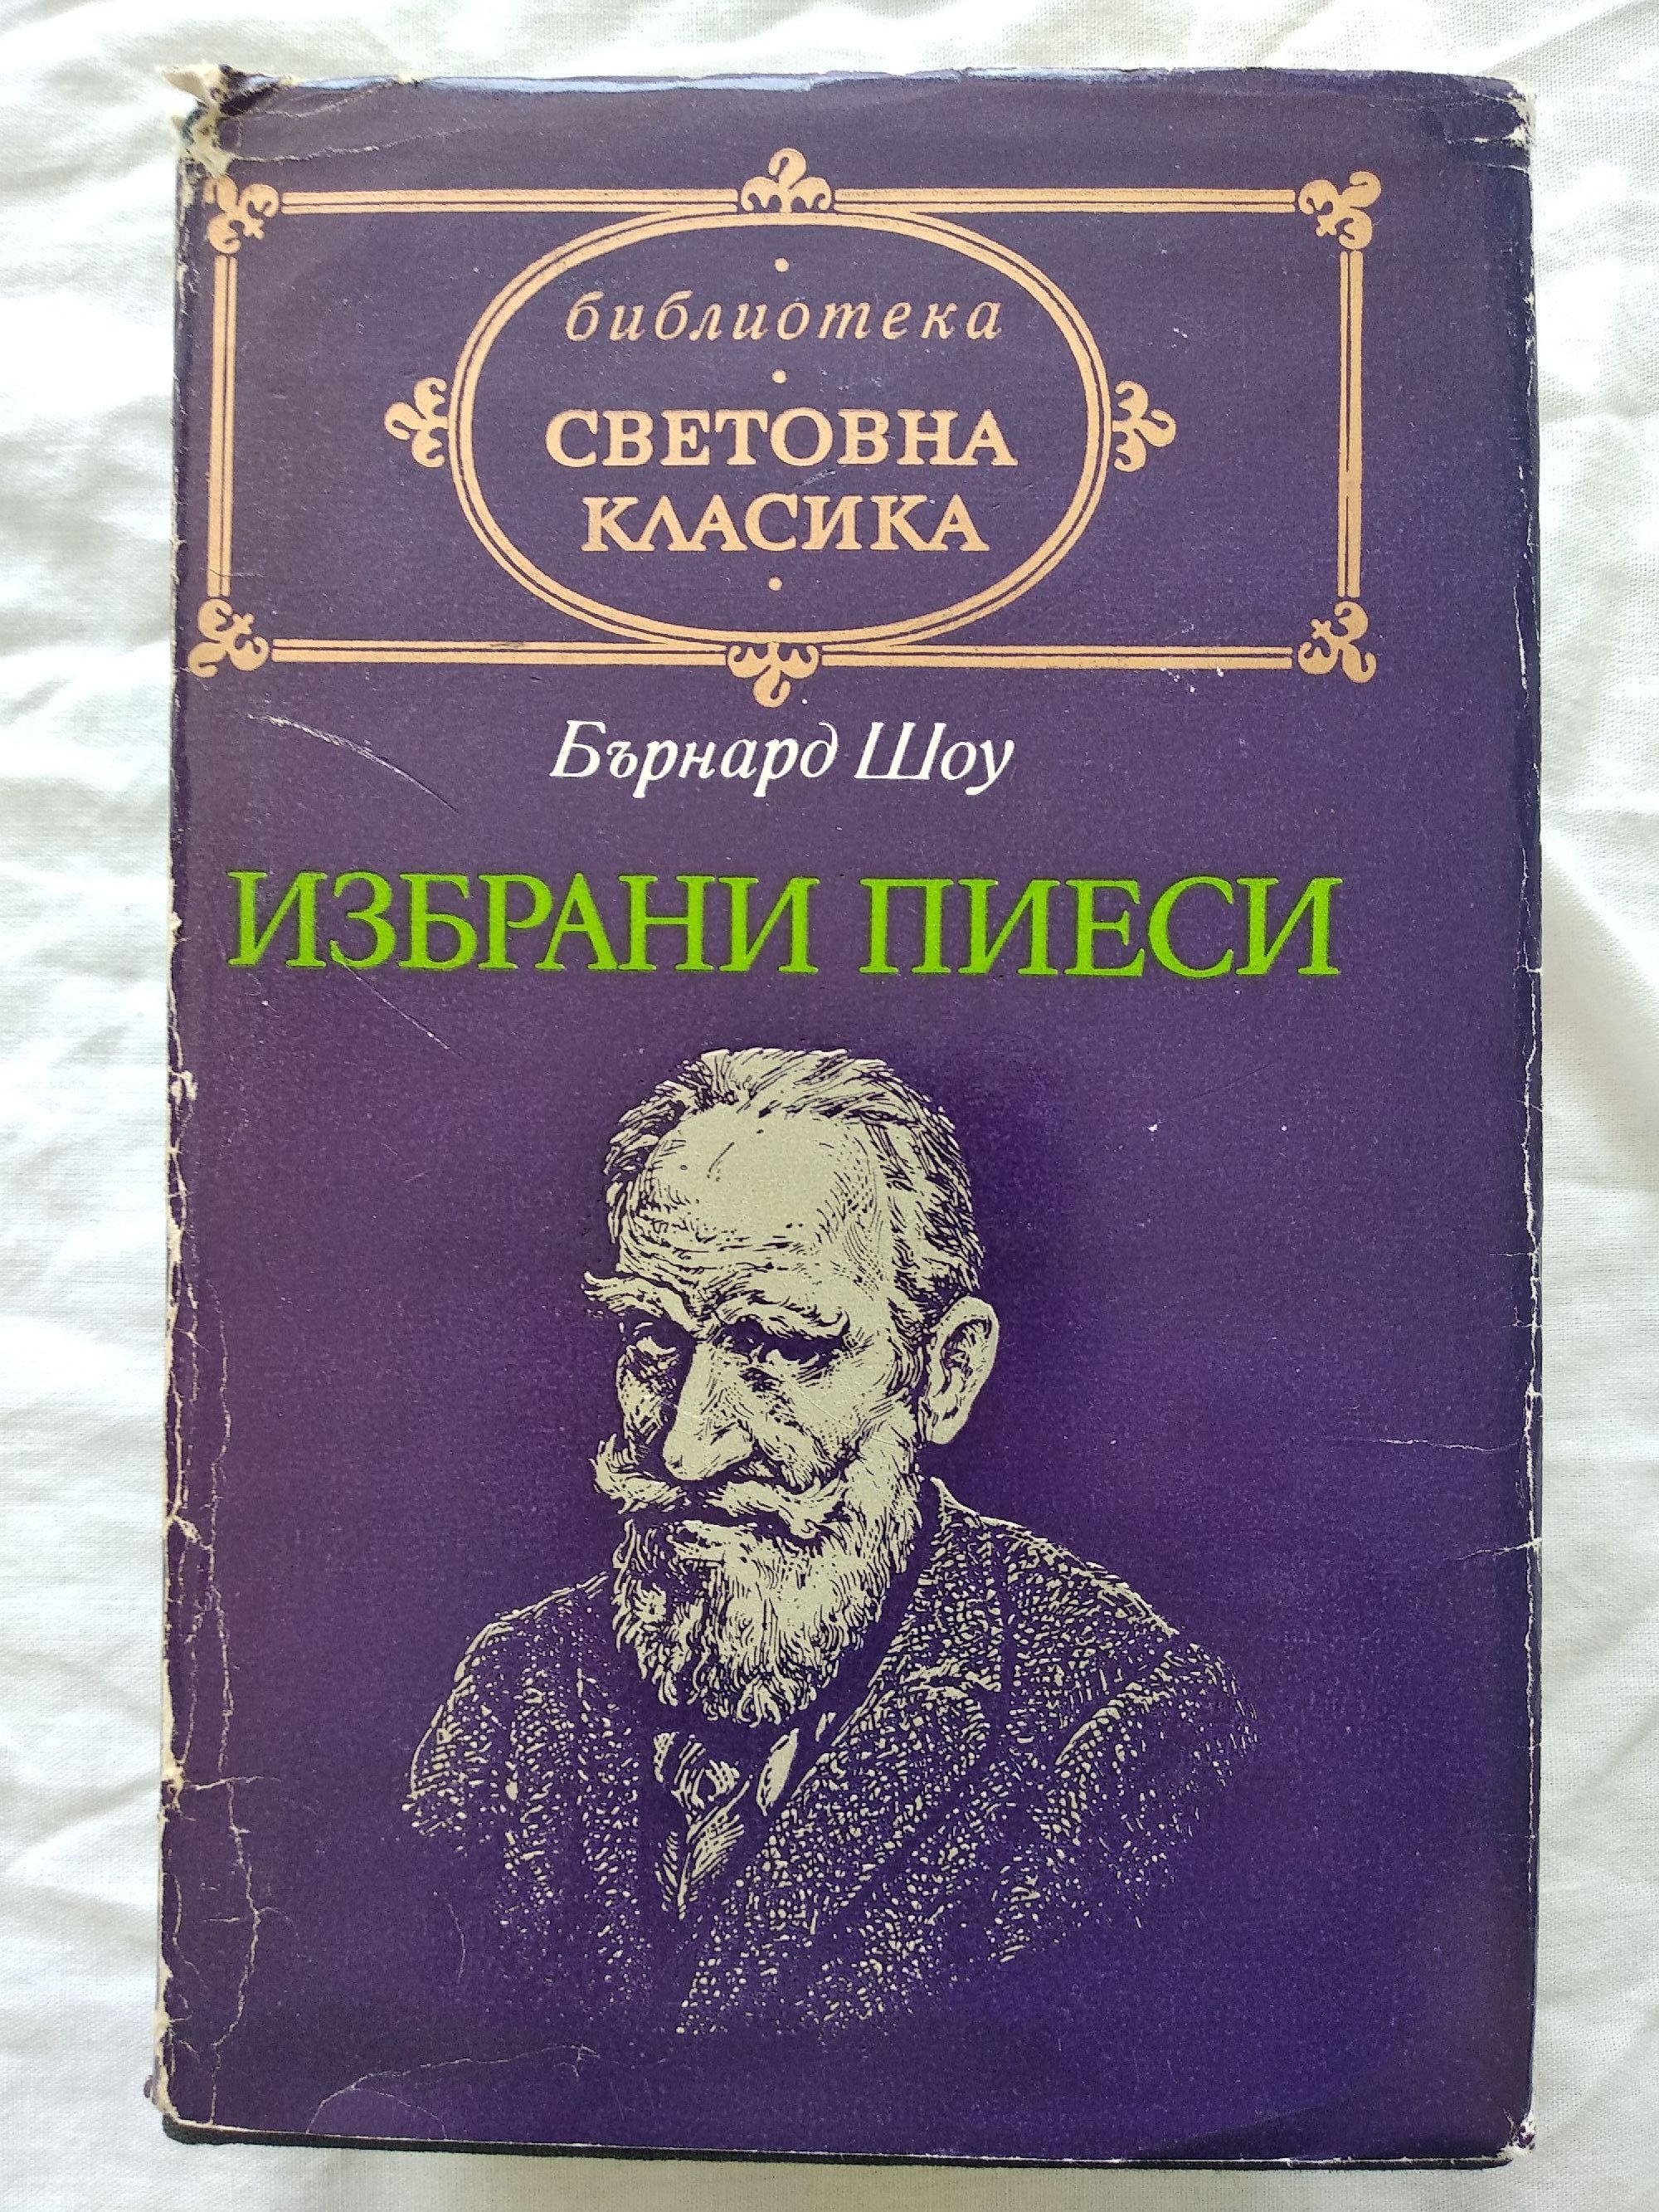 библиотека
СВЕТОВНА
КЛАСИКА
Бърнард Шоу
ИЗБРАНИ ПИЕСИ